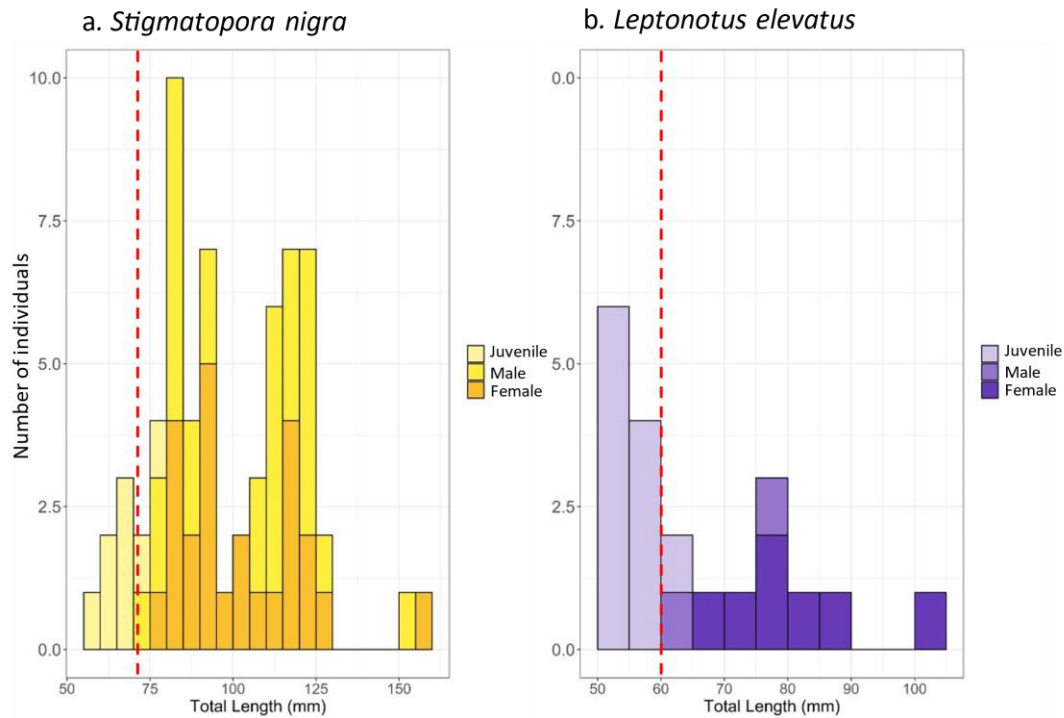 a. Stigmatopora nigra
b. Leptonotus elevatus
Number of individuals
10.0
7.5
5.0
2.5
0.0
50 75 100 125 150
Total Length (mm)
Juvenile
Male
Female
0.0
7.5
5.0
2.5
0.0
50 60 70 80 90 100
Total Length (mm)
Juvenile
Male
Female